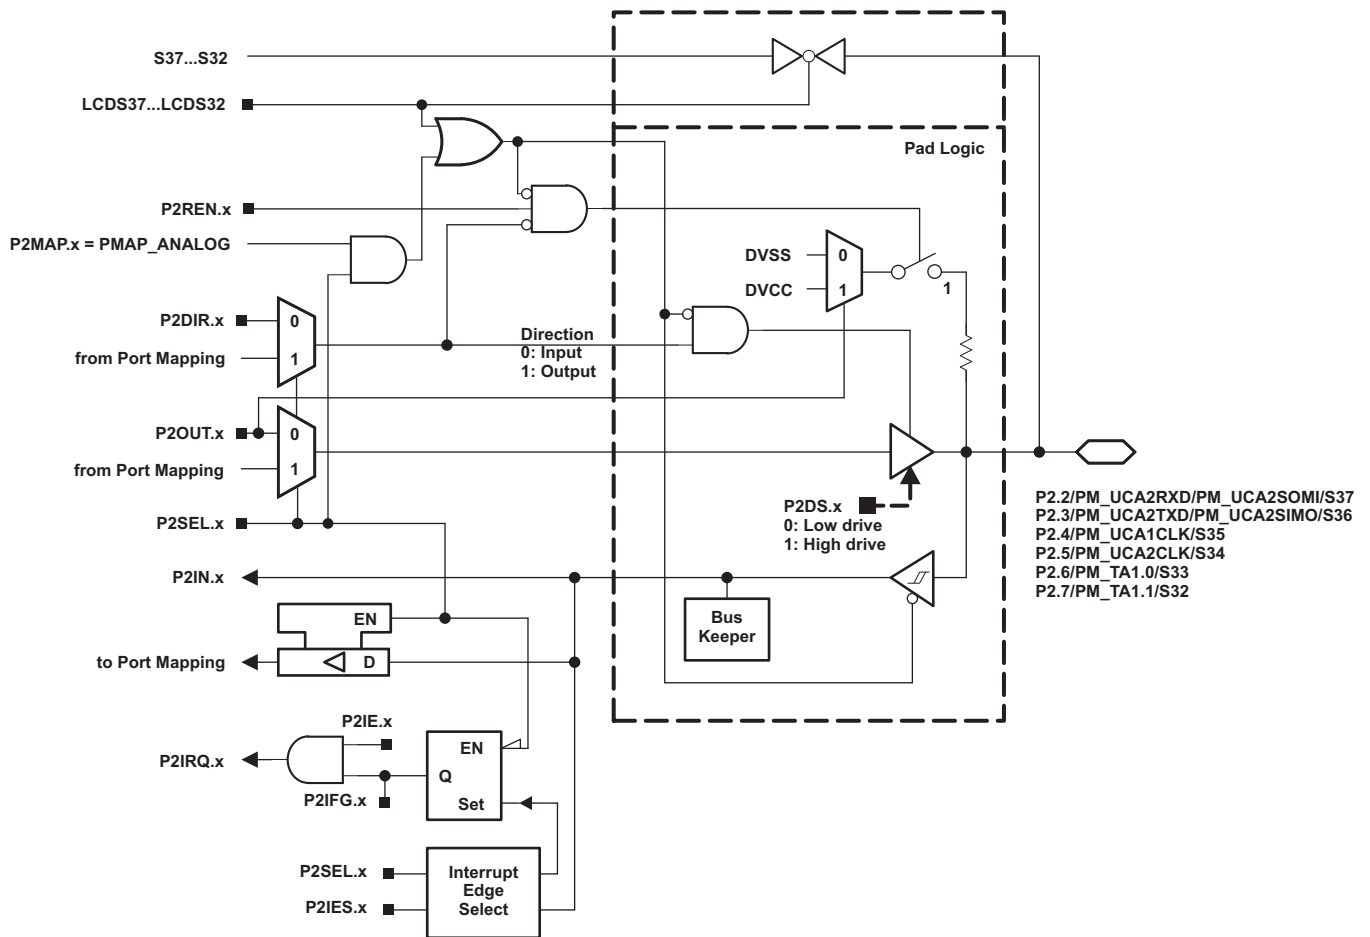 S37...S32
LCDS37...LCDS32
Pad Logic
P2REN.x
P2MAP.x = PMAP_ANALOG
DVSS
0
DVCC
1
1
P2DIR.x
0
from Port Mapping
1
Direction
0: Input
1: Output
P2OUT.x
0
from Port Mapping
1
P2SEL.x
P2DS.x
0: Low drive
1: High drive
P2.2/PM_UCA2RXD/PM_UCA2SOMI/S37
P2.3/PM_UCA2TXD/PM_UCA2SIMO/S36
P2.4/PM_UCA1CLK/S35
P2.5/PM_UCA2CLK/S34
P2.6/PM_TA1.0/S33
P2.7/PM_TA1.1/S32
P2IN.x
Bus
Keeper
EN
to Port Mapping
D
P2IE.x
P2IRQ.x
EN
Q
P2IFG.x
Set
P2SEL.x
P2IES.x
Interrupt
Edge
Select